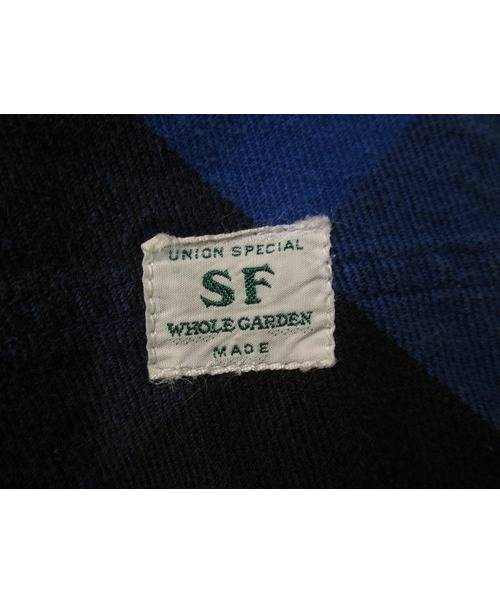 UNION SPECIAL
SF
WHOLE GARDEN
MADE